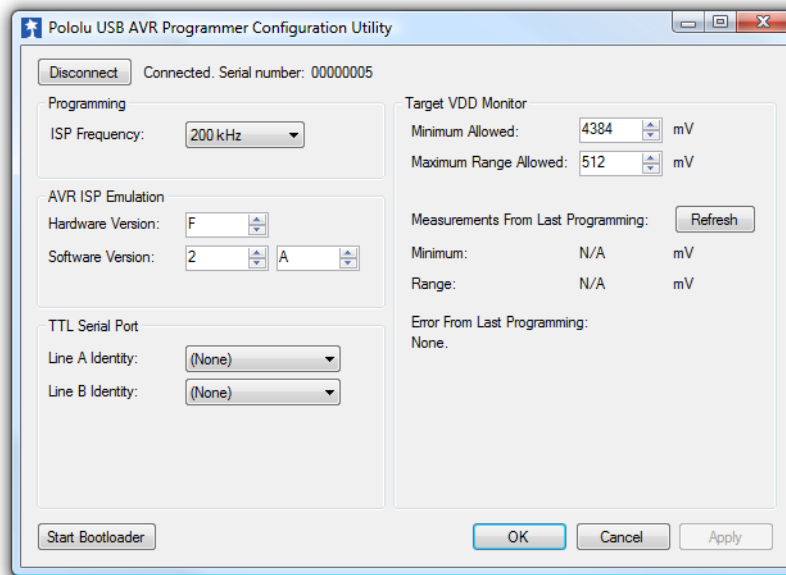 Pololu USB AVR Programmer Configuration Utility
Disconnect Connected. Serial number: 00000005
Programming
ISP Frequency: 200 kHz
AVR ISP Emulation
Hardware Version: F
Software Version: 2 A
TTL Serial Port
Line A Identity: (None)
Line B Identity: (None)
Target VDD Monitor
Minimum Allowed: 4384 mV
Maximum Range Allowed: 512 mV
Measurements From Last Programming: Refresh
Minimum: N/A mV
Range: N/A mV
Error From Last Programming:
None.
Start Bootloader OK Cancel Apply